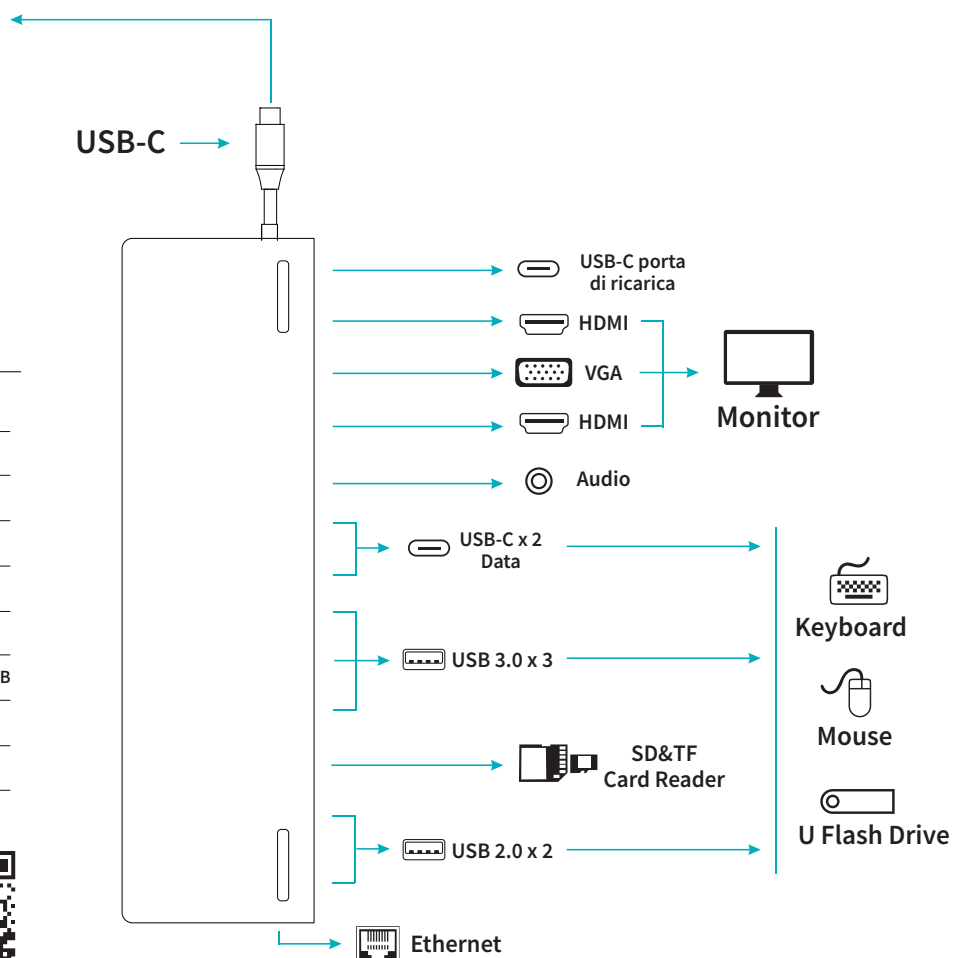 USB-C
USB-C porta
di ricarica
HDMI
VGA
HDMI
Monitor
Audio
USB-C x 2
Data
Keyboard
USB 3.0 x 3
B
Mouse
SD&TF
Card Reader
U Flash Drive
USB 2.0 x 2
Ethernet